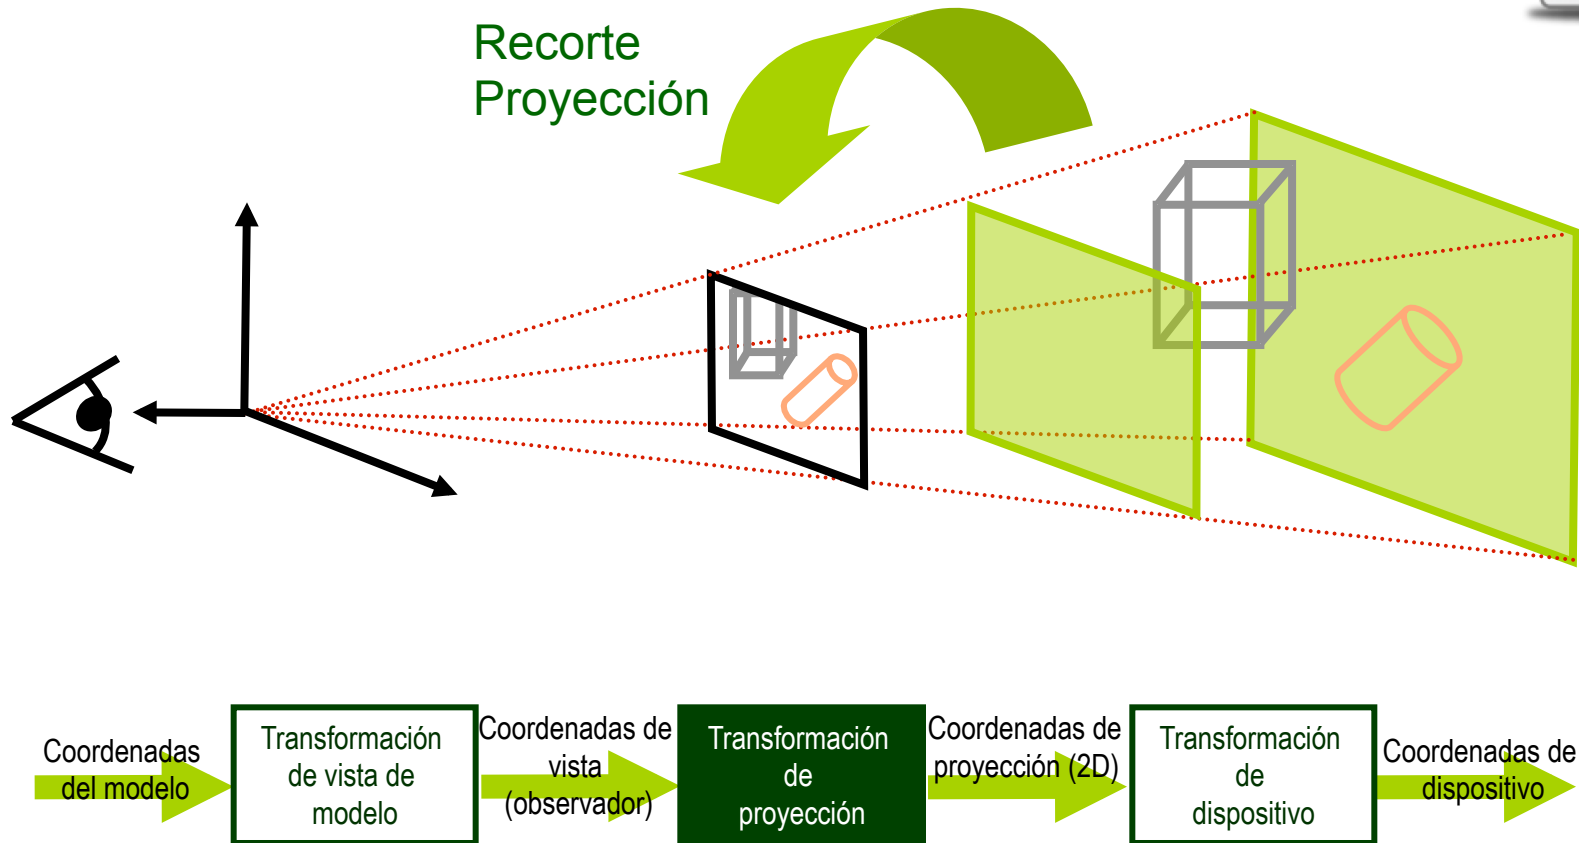 Recorte
Proyección
Coordenadas
del modelo
Transformación
de vista de
modelo
Coordenadas de
vista
(observador)
Transformación
de
proyección
Coordenadas de
proyección (2D)
Transformación
de
dispositivo
Coordenadas de
dispositivo